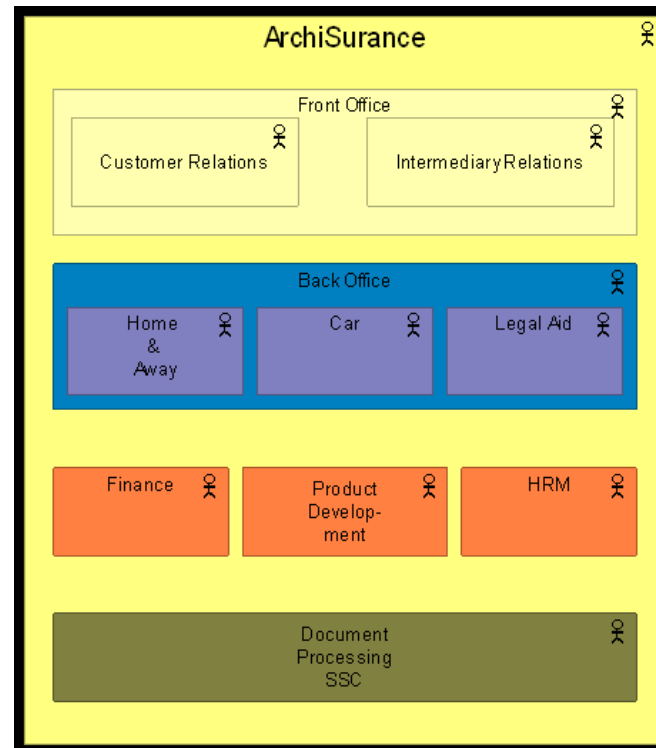 ArchiSurance
Front Office
Customer Relations
Intermediary Relations
Back Office
Home
&
Away
Car
Legal Aid
Finance
Product
Develop-
ment
HRM
Document
Processing
SSC